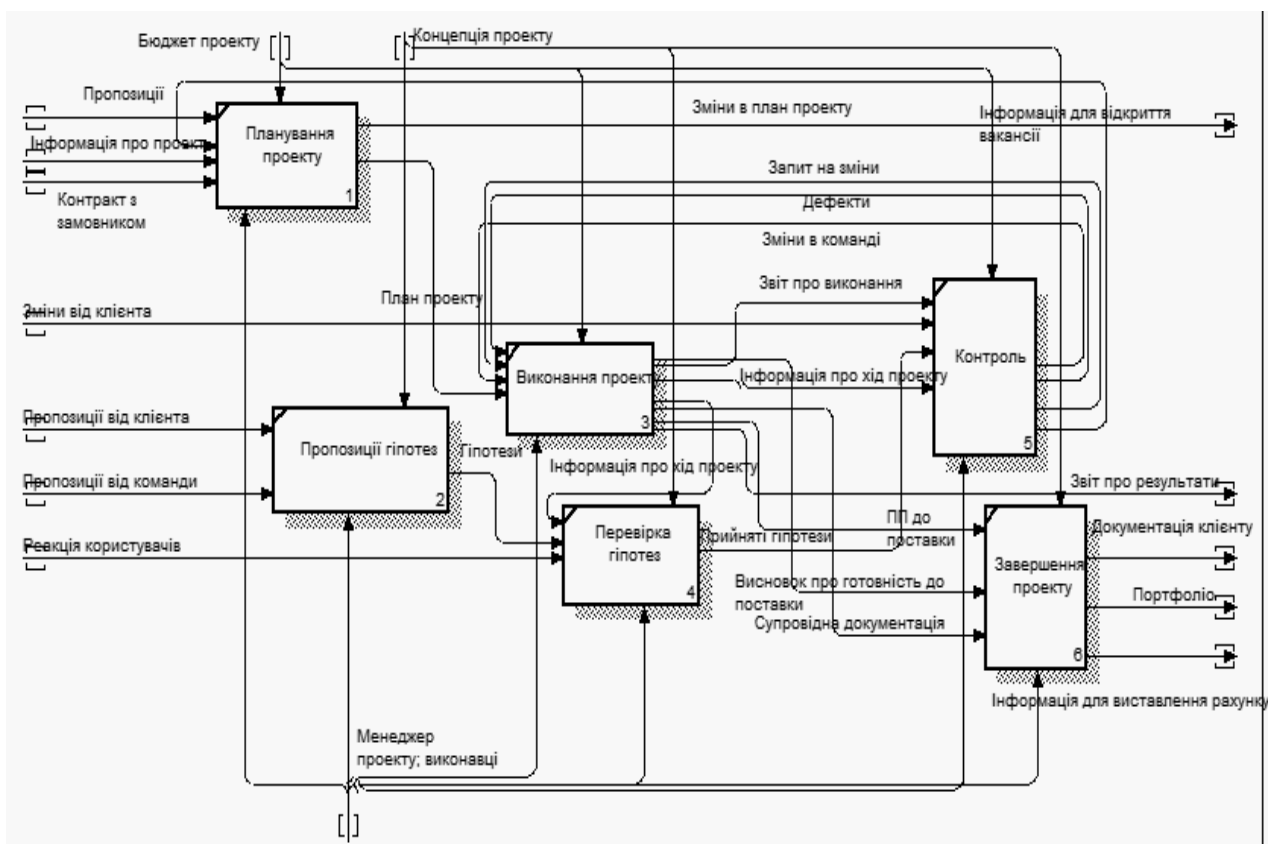 Бюджет проекту
Концепція проекту
Пропозиції
Зміни в план проекту
Інформація для відкриття
вакансії
Планування
проекту
1
Інформація про проект
Контракт з
замовником
Запит на зміни
Дефекти
Зміни в команді
Звіт про виконання
План проекту
Зміни від клієнта
Контроль
5
Виконання проекту
3
Інформація про хід проекту
Пропозиції від клієнта
Пропозиції гіпотез
2
Гіпотези
Інформація про хід проекту
Пропозиції від команди
Звіт про результати
ПП до
поставки
Документація клієнту
Реакція користувачів
Перевірка
гіпотез
4
рийняті гіпотези
Завершення
проекту
6
Висновок про готовність до
поставки
Портфоліо
Супровідна документація
Інформація для виставлення рахунку
Менеджер
проекту; виконавці